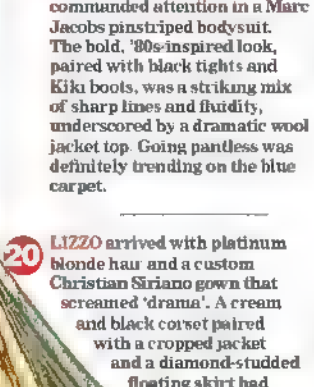 commanded attention in a Marc
Jacobs pinstriped bodysuit.
The bold, '80s-inspired look,
paired with black tights and
Kiki boots, was a striking mix
of sharp lines and fluidity,
underscored by a dramatic wool
jacket top. Going pantless was
definitely trending on the blue
carpet.
20
LIZZO arrived with platinum
blonde hair and a custom
Christian Siriano gown that
screamed 'drama'. A cream
and black corset paired
with a cropped jacket
and a diamond-studded
floating skirt had